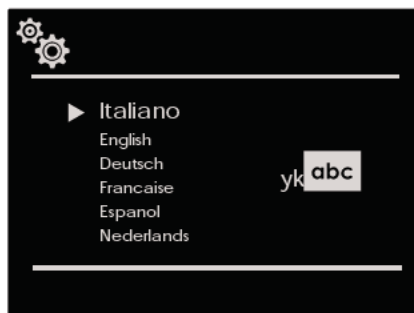 Italiano
English
Deutsch
Francaise
Espanol
Nederlands
yk abc